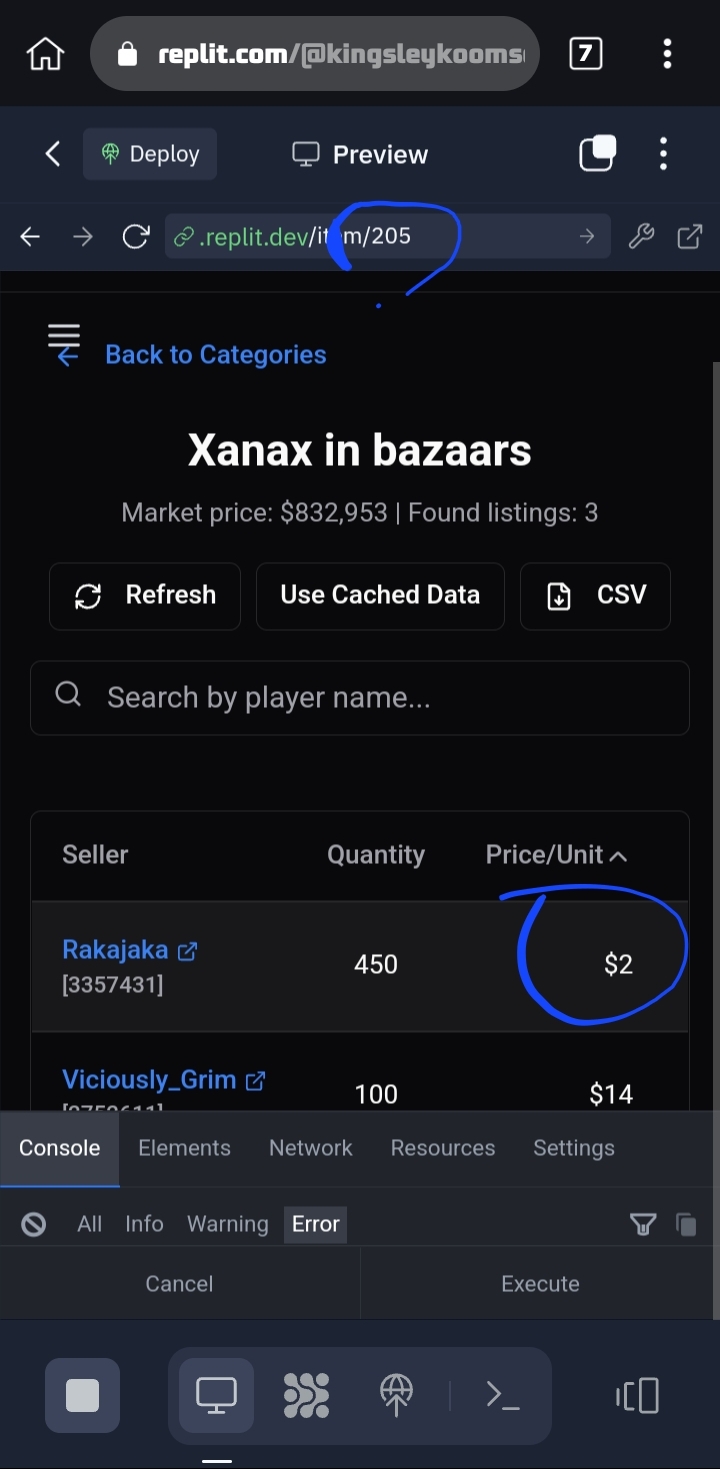 replit.com/@kingsleykooms
7
Deploy
Preview
.replit.dev/item/205
Back to Categories
Xanax in bazaars
Market price: $832,953 | Found listings: 3
Refresh
Use Cached Data
CSV
Search by player name...
Seller Quantity Price/Unit
Rakajaka 450 $2
[3357431]
Viciously_Grim 100 $14
Console Elements Network Resources Settings
All Info Warning Error
Cancel Execute